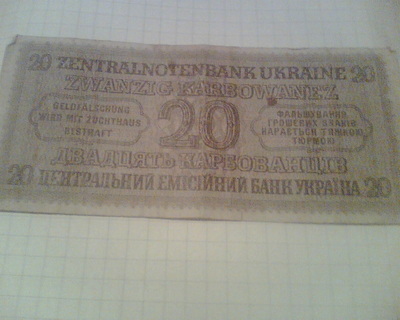 20 ZENTRALNOTENBANK UKRAINE 20
ZWANZIG KARBOWANEZ
GELDFÄLSCHUNG
WIRD MIT ZUCHTHAUS
BESTRAFT
20
ФАЛЬШУВАННЯ
ГРОШЕВИХ ЗНАКІВ
КАРАЄТЬСЯ ТЯЖКОЮ
ТЮРМОЮ
ДВАДЦЯТЬ КАРБОВАНЦІВ
20 ЦЕНТРАЛЬНИЙ ЕМІСІЙНИЙ БАНК УКРАЇНА 20